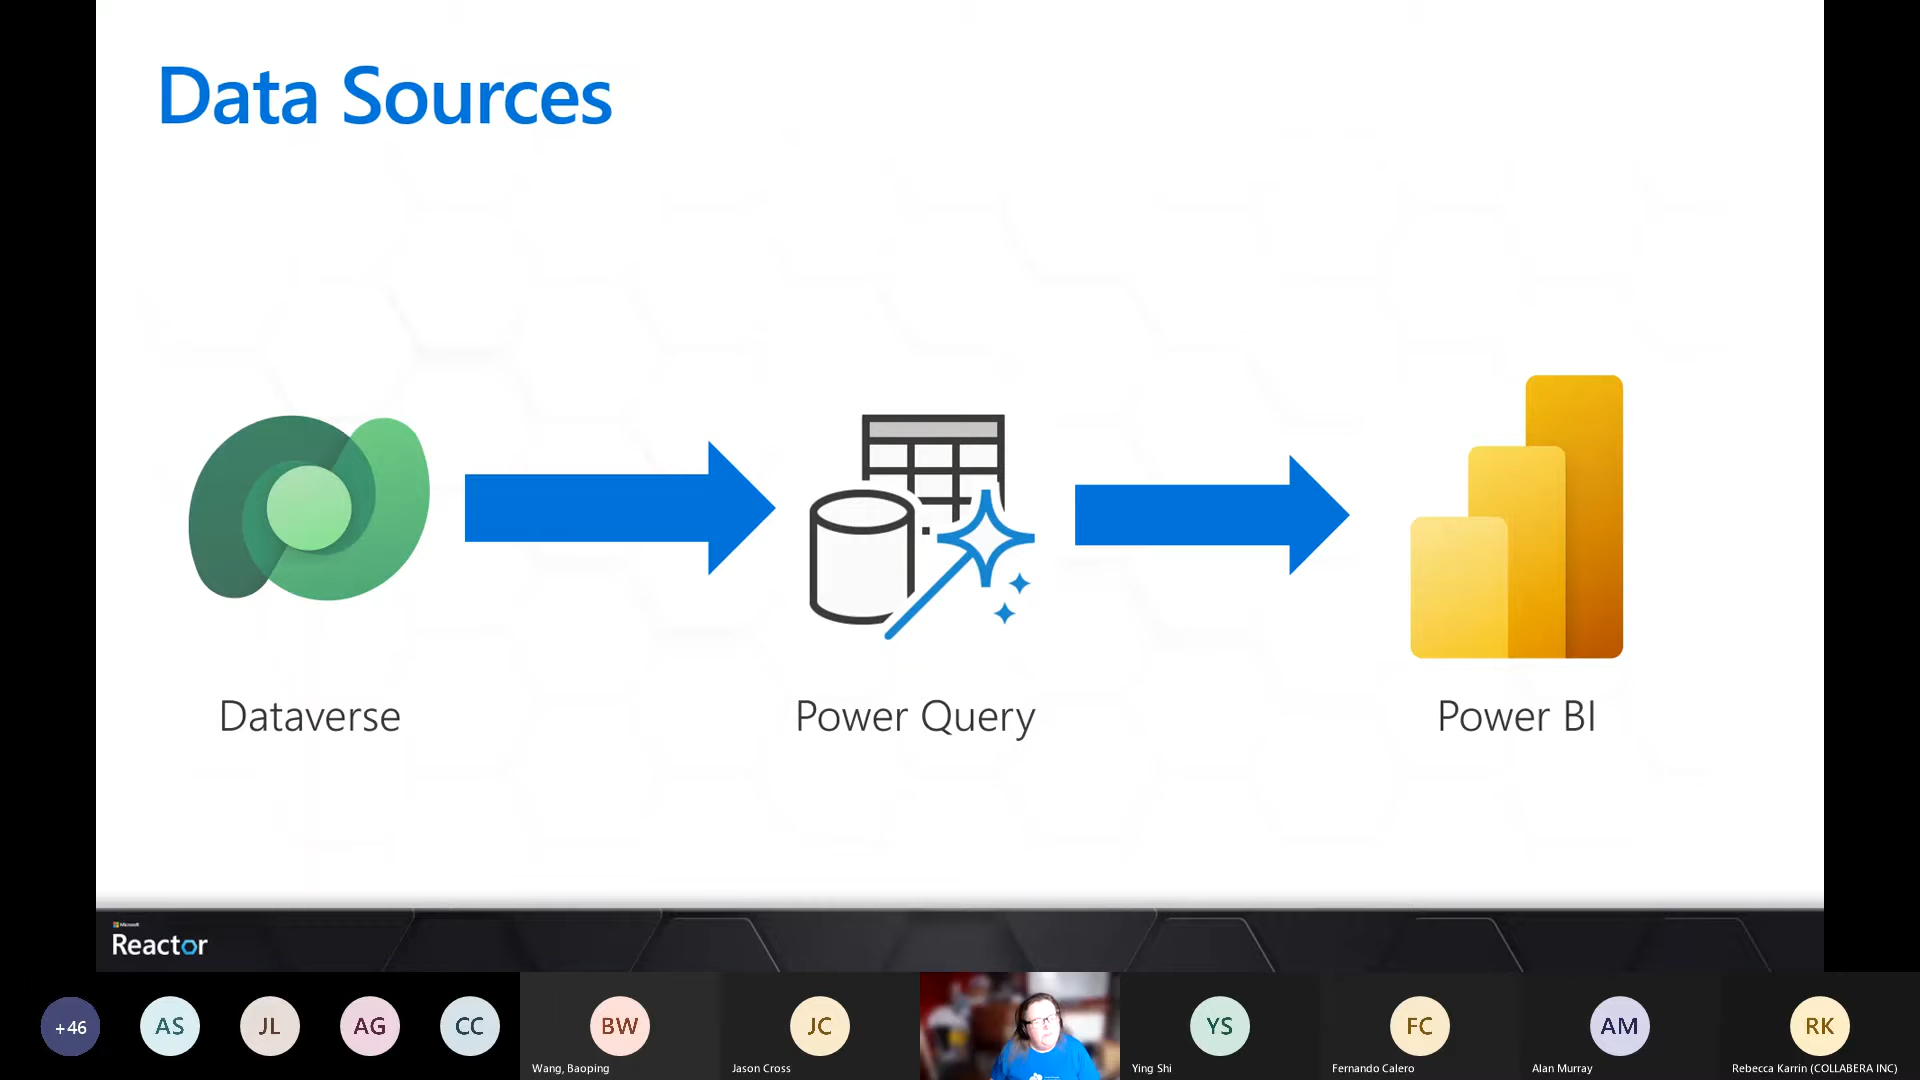 Data Sources
Dataverse
Power Query
Power BI
Microsoft
Reactor
+46
AS
JL
AG
CC
BW
JC
YS
FC
AM
RK
Wang, Baoping
Jason Cross
Ying Shi
Fernando Calero
Alan Murray
Rebecca Karrin (COLLABERA INC)